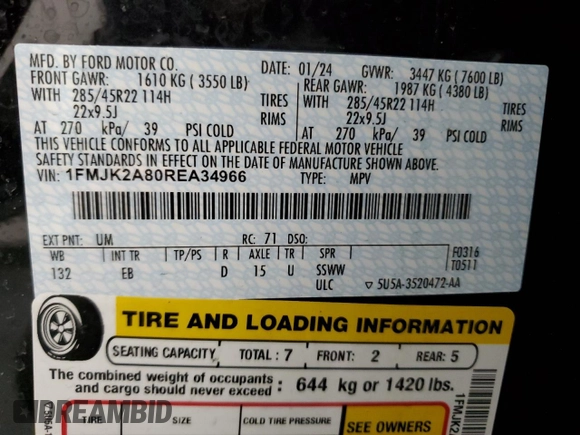 MFD. BY FORD MOTOR CO.
DATE: 01/24 GVWR: 3447 KG (7600 LB)
FRONT GAWR: 1610 KG (3550 LB) REAR GAWR: 1987 KG (4380 LB)
WITH 285/45R22 114H TIRES WITH 285/45R22 114H TIRES
22x9.5J RIMS 22x9.5J RIMS
AT 270 kPa/ 39 PSI COLD AT 270 kPa/ 39 PSI COLD
THIS VEHICLE CONFORMS TO ALL APPLICABLE FEDERAL MOTOR VEHICLE
SAFETY STANDARDS IN EFFECT ON THE DATE OF MANUFACTURE SHOWN ABOVE.
VIN: 1FMJK2A80REA34966 TYPE: MPV
EXT PNT: UM RC: 71 DSO:
WB INT TR TP/PS R AXLE TR SPR F0316
132 EB D 15 U SSWW T0511
ULC ▽ 5U5A-3520472-AA
TIRE AND LOADING INFORMATION
SEATING CAPACITY TOTAL : 7 FRONT: 2 REAR: 5
The combined weight of occupants and cargo should never exceed : 644 kg or 1420 lbs.
TIRE SIZE COLD TIRE PRESSURE SEE OWNERS
1FMJK2
DREAMBID